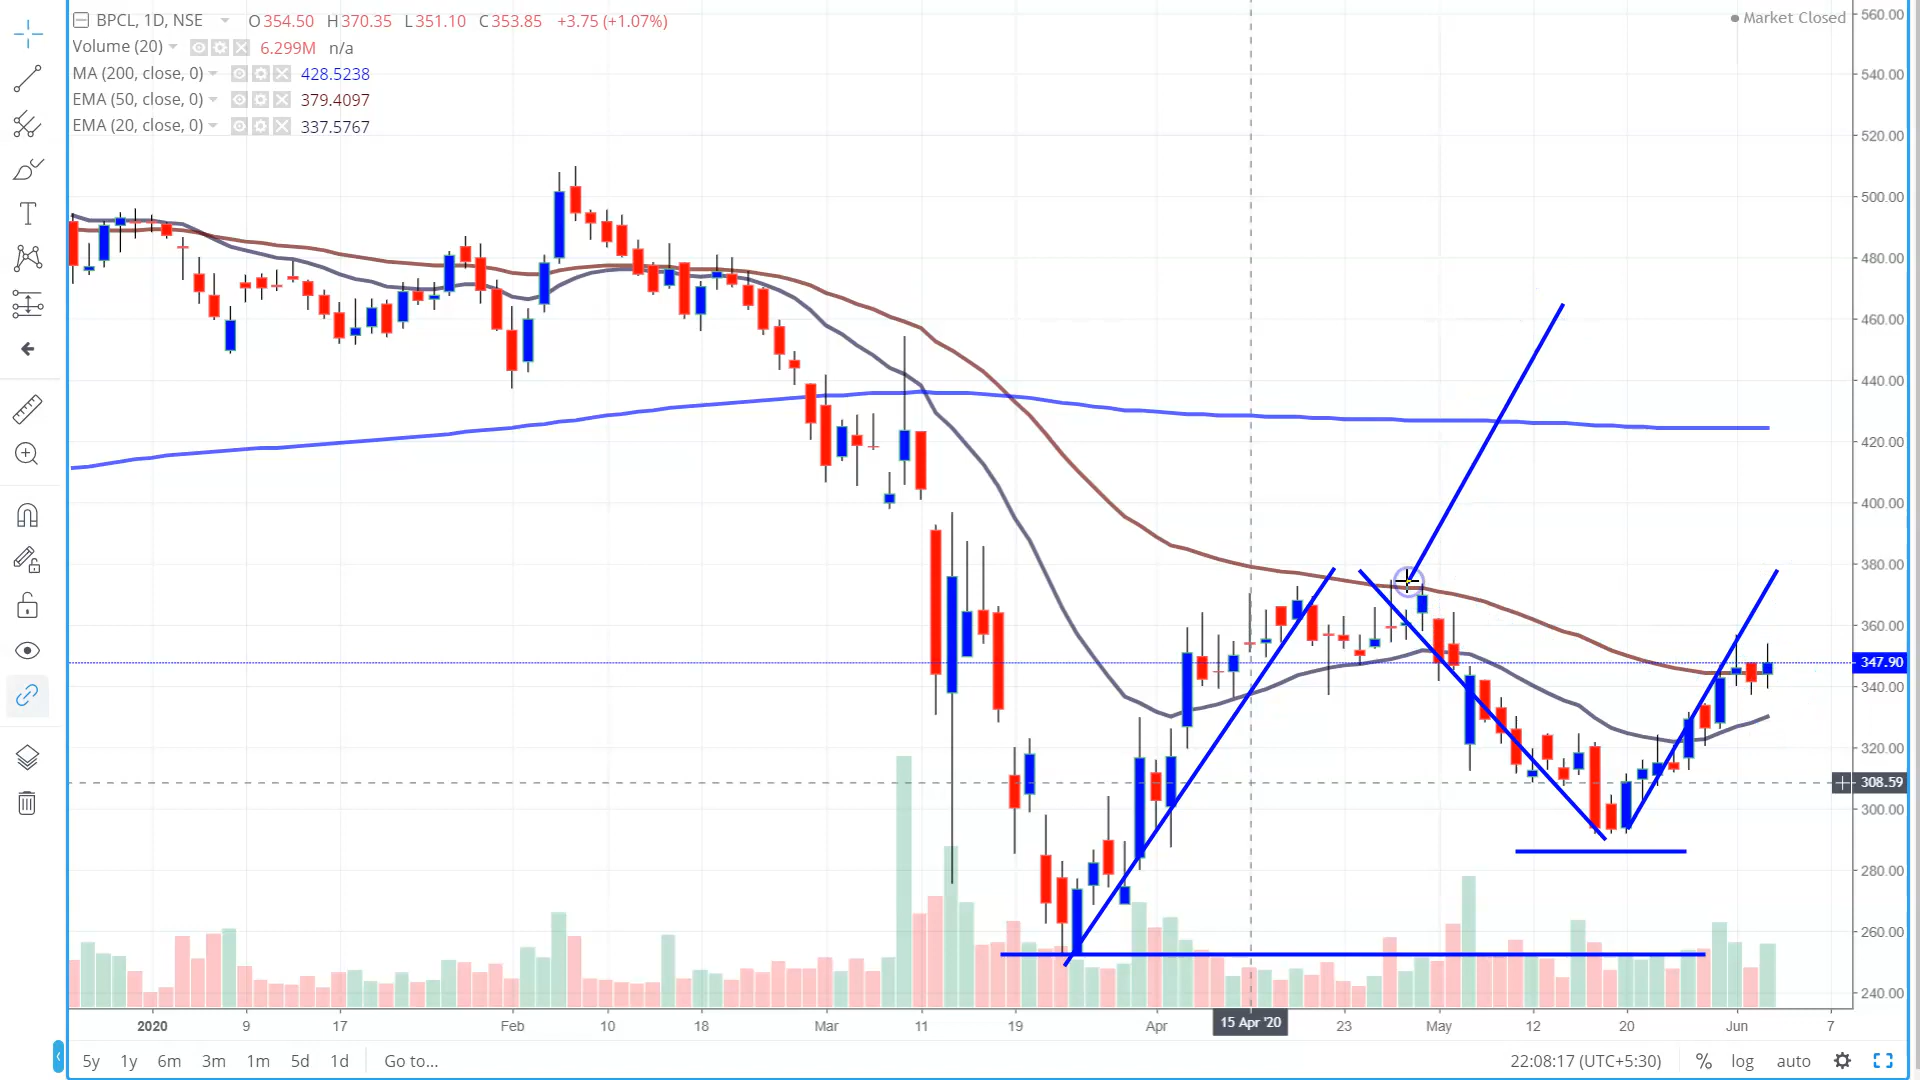 BPCL, 1D, NSE O354.50 H370.35 L351.10 C353.85 +3.75 (+1.07%)
Market Closed
Volume (20) 6.299M n/a
MA (200, close, 0) 428.5238
EMA (50, close, 0) 379.4097
EMA (20, close, 0) 337.5767
560.00
540.00
520.00
500.00
480.00
460.00
440.00
420.00
400.00
380.00
360.00
347.90
340.00
320.00
308.59
300.00
280.00
260.00
240.00
2020 9 17 Feb 10 18 Mar 11 19 Apr 15 Apr '20 23 May 12 20 Jun 7
5y 1y 6m 3m 1m 5d 1d Go to... 22:08:17 (UTC+5:30) % log auto